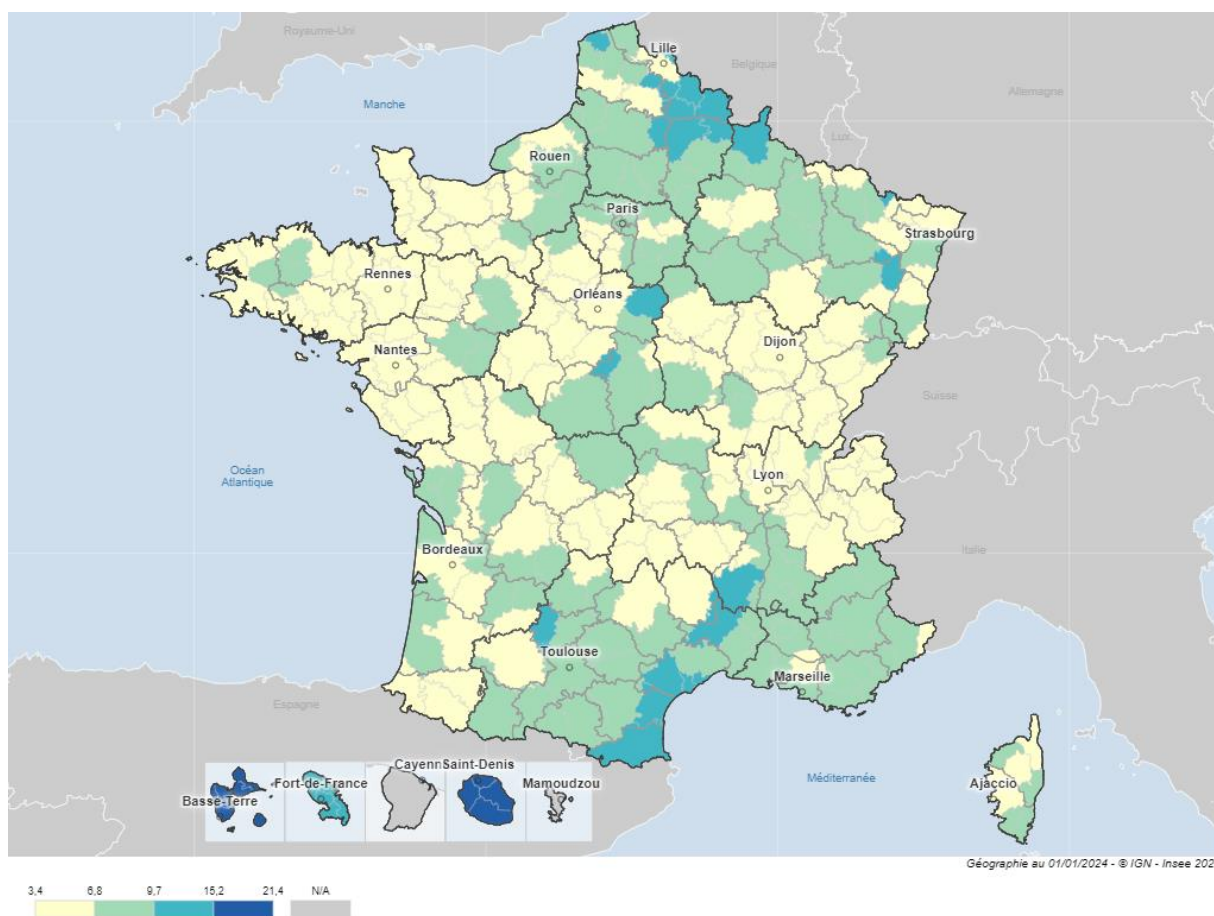 Royaume-Uni
Lille
Belgique
Allemagne
Manche
Lux.
Rouen
Paris
Strasbourg
Rennes
Orléans
Dijon
Nantes
Suisse
Océan
Atlantique
Lyon
Bordeaux
Italie
Toulouse
Marseille
Espagne
Cayenn
Saint-Denis
Fort-de-France
Mamoudzou
Basse-Terre
Méditerranée
Ajaccio
Géographie au 01/01/2024 - © IGN - Insee 202
3,4 6,8 9,7 15,2 21,4 N/A